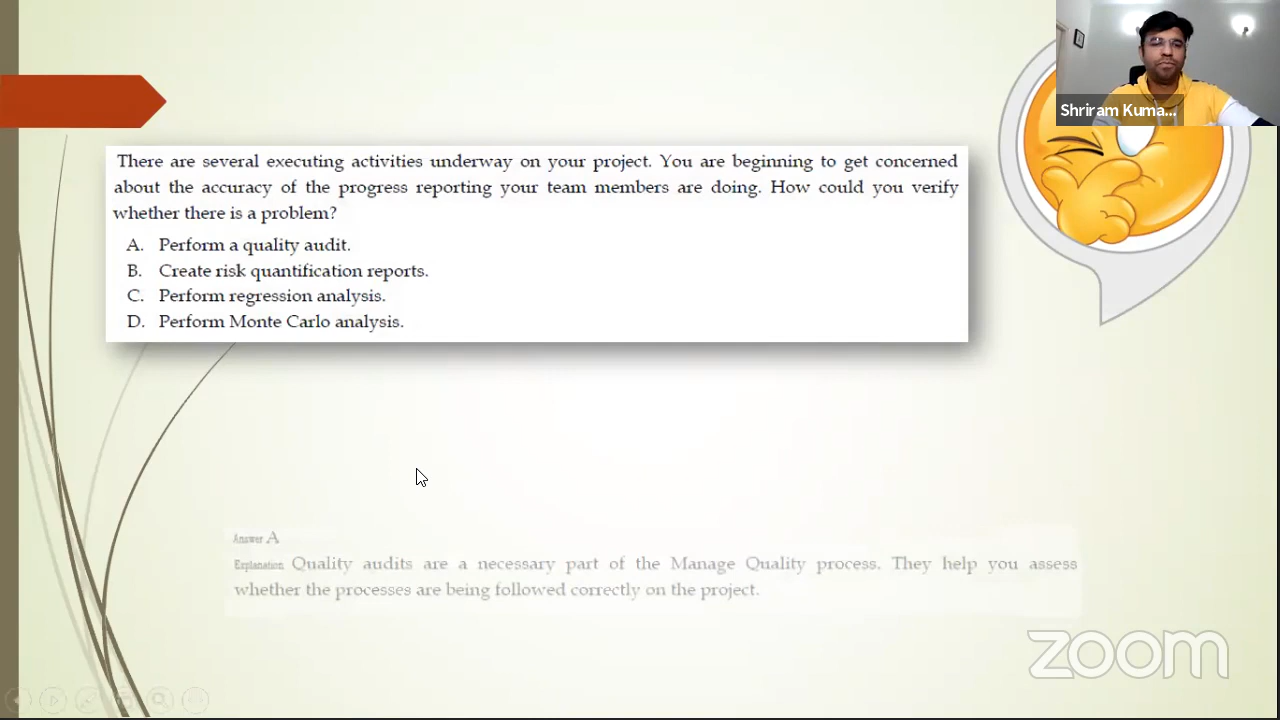 Shriram Kuma...
There are several executing activities underway on your project. You are beginning to get concerned
about the accuracy of the progress reporting your team members are doing. How could you verify
whether there is a problem?
A. Perform a quality audit.
B. Create risk quantification reports.
C. Perform regression analysis.
D. Perform Monte Carlo analysis.
Answer A
Explanation Quality audits are a necessary part of the Manage Quality process. They help you assess
whether the processes are being followed correctly on the project.
zoom